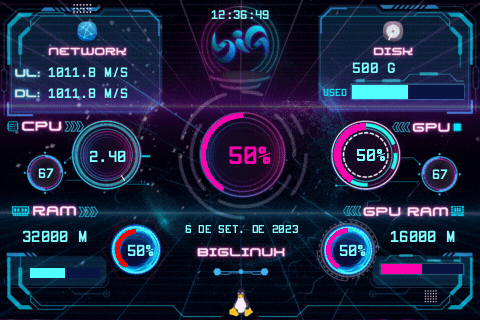 12:36:49
biG
NETWORK
UL: 1011.8 M/S
DL: 1011.8 M/S
DISK
500 G
USED
CPU
2.40
67
50%
GPU
50%
67
RAM
32000 M
50%
6 DE SET. DE 2023
BIGLINUX
GPU RAM
16000 M
50%